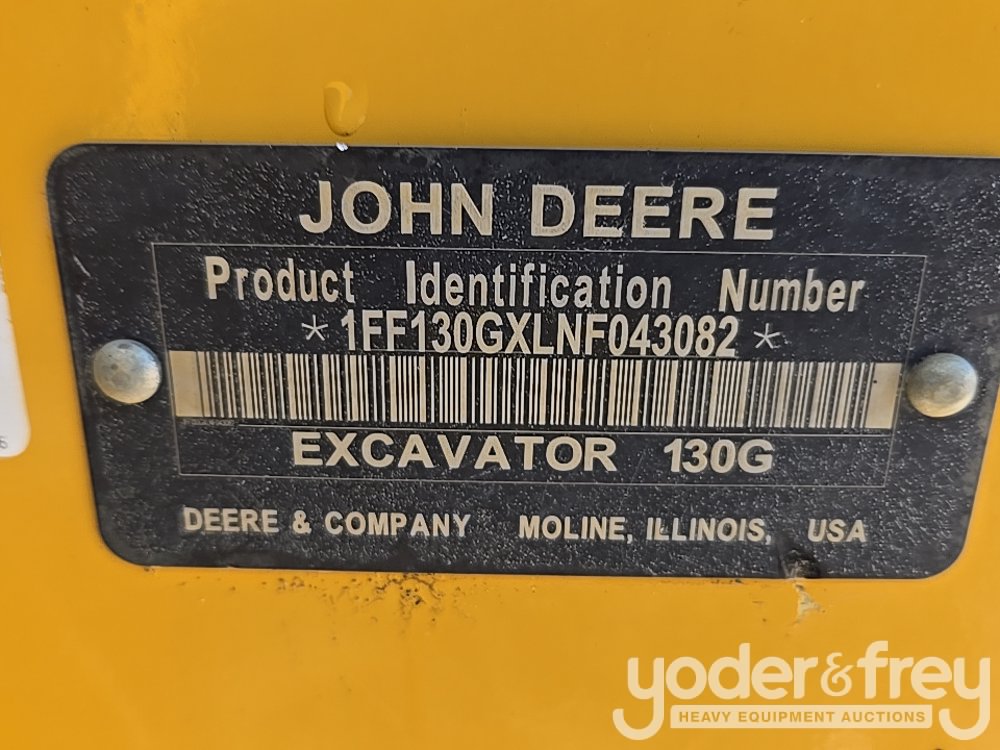 JOHN DEERE
Product Identification Number
*1FF130GXLNF043082*
EXCAVATOR 130G
DEERE & COMPANY MOLINE, ILLINOIS, USA
yoder&frey
HEAVY EQUIPMENT AUCTIONS